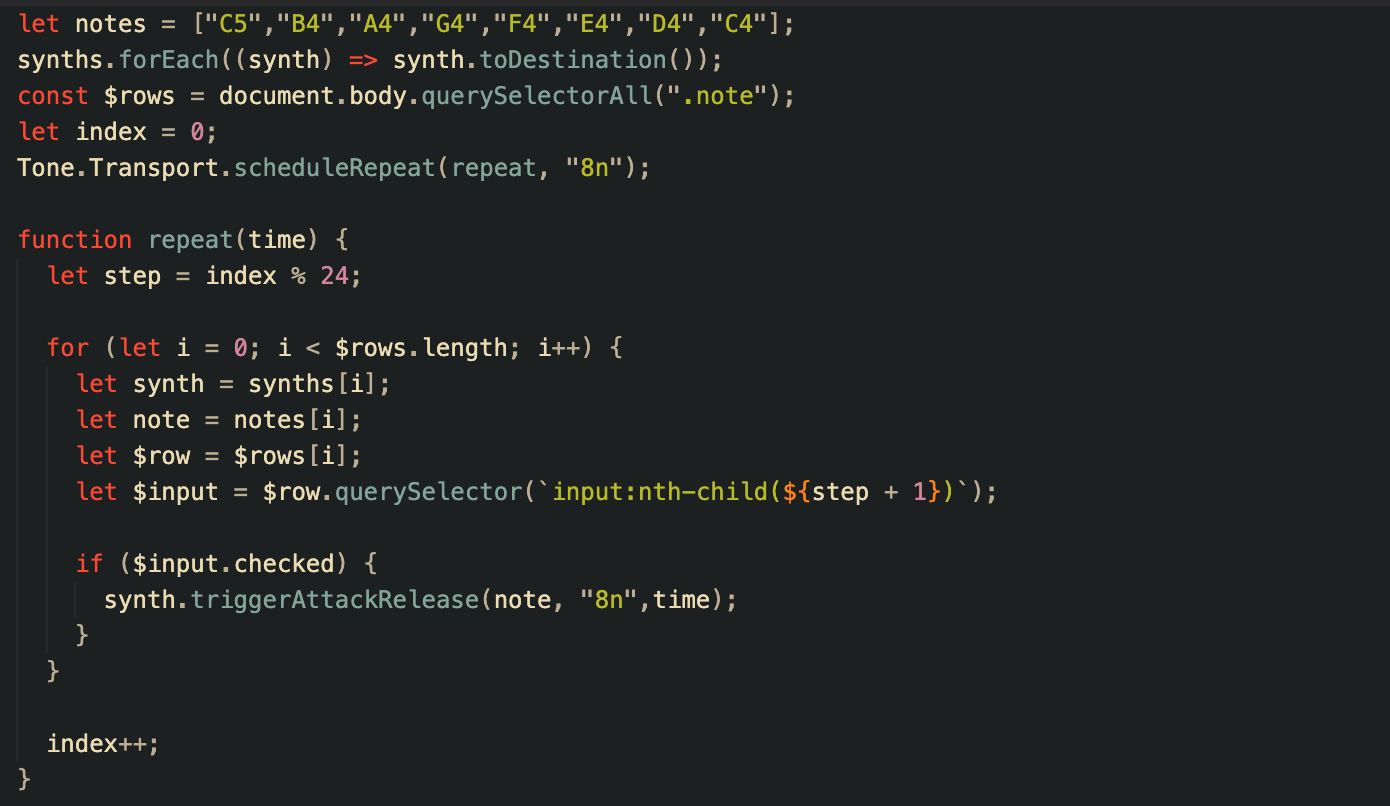 let notes = ["C5","B4","A4","G4","F4","E4","D4","C4"];
synths.forEach((synth) => synth.toDestination());
const $rows = document.body.querySelectorAll(".note");
let index = 0;
Tone.Transport.scheduleRepeat(repeat, "8n");

function repeat(time) {
  let step = index % 24;

  for (let i = 0; i < $rows.length; i++) {
    let synth = synths[i];
    let note = notes[i];
    let $row = $rows[i];
    let $input = $row.querySelector(`input:nth-child(${step + 1})`);

    if ($input.checked) {
      synth.triggerAttackRelease(note, "8n",time);
    }
  }

  index++;
}